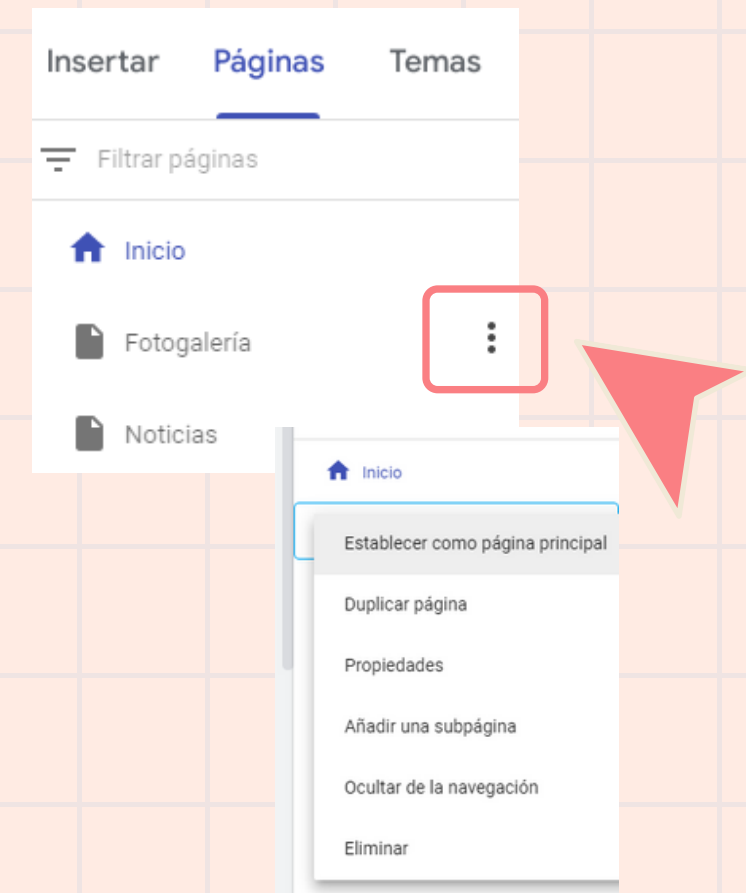 Insertar Páginas Temas
Filtrar páginas
Inicio
Fotogalería
Noticias
Inicio
Establecer como página principal
Duplicar página
Propiedades
Añadir una subpágina
Ocultar de la navegación
Eliminar